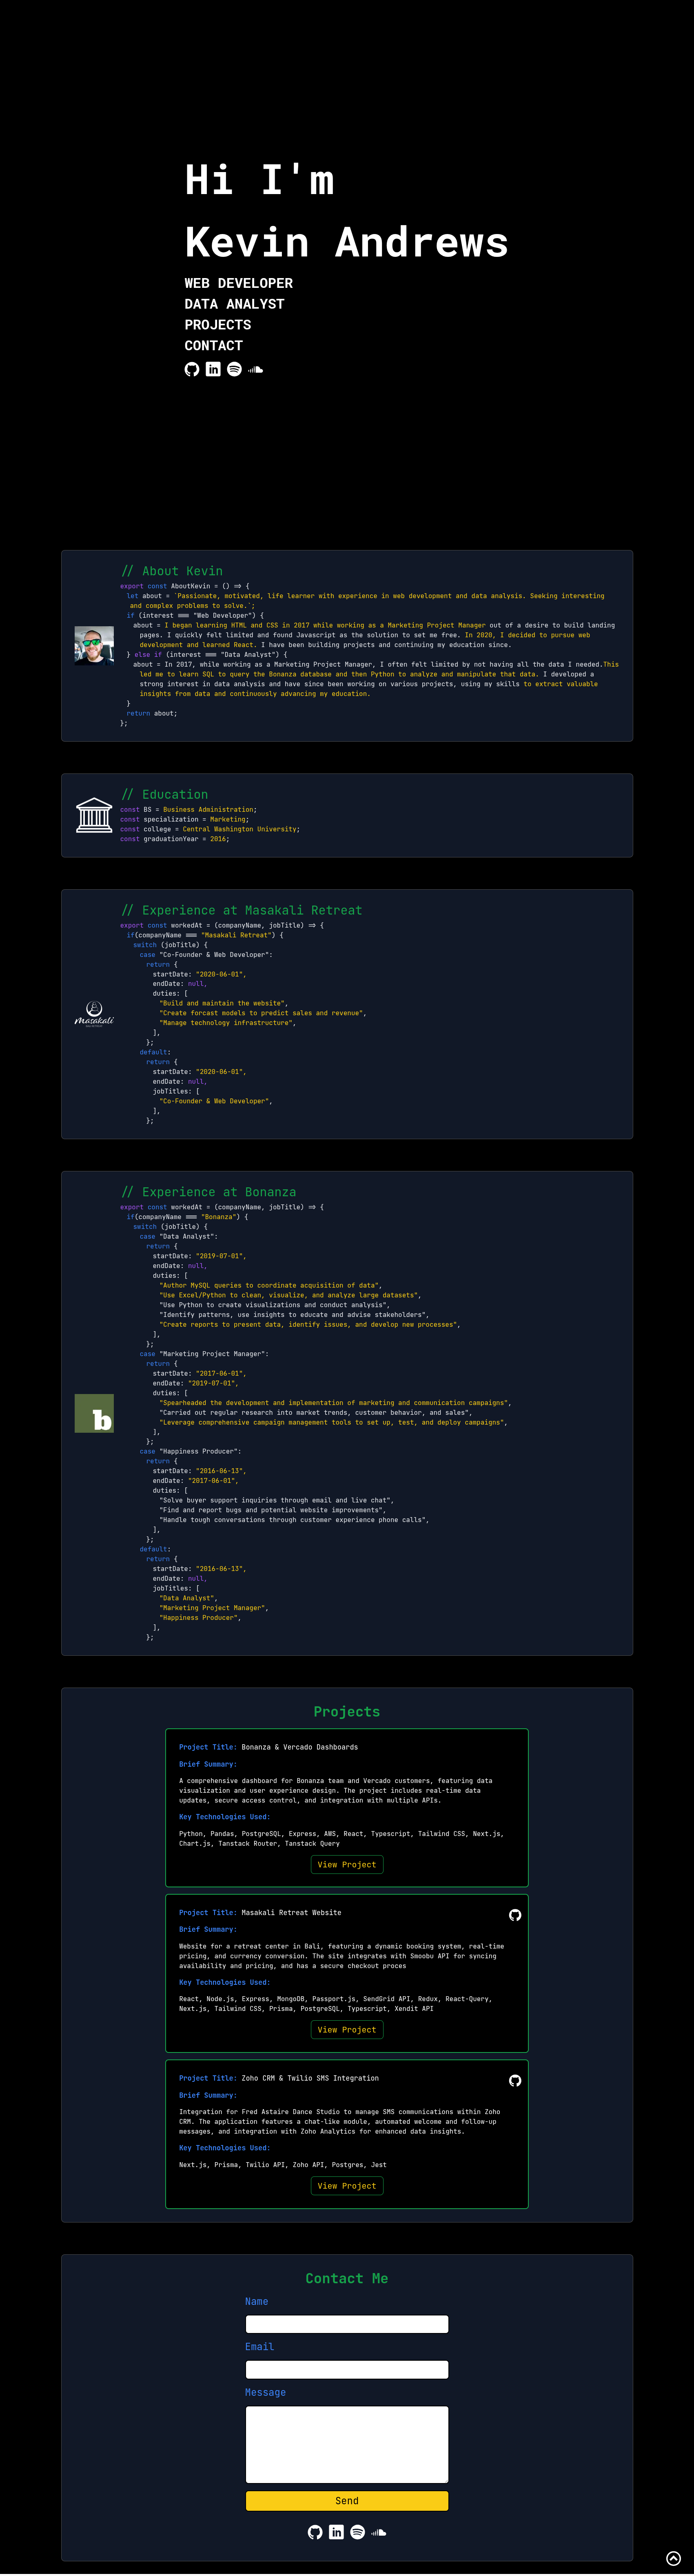 Hi I'm
Kevin Andrews
WEB DEVELOPER
DATA ANALYST
PROJECTS
CONTACT
// About Kevin
export const AboutKevin = () => {
let about = `Passionate, motivated, life learner with experience in web development and data analysis. Seeking interesting
and complex problems to solve.`;
if (interest === "Web Developer") {
about = I began learning HTML and CSS in 2017 while working as a Marketing Project Manager out of a desire to build landing
pages. I quickly felt limited and found Javascript as the solution to set me free. In 2020, I decided to pursue web
development and learned React. I have been building projects and continuing my education since.
} else if (interest === "Data Analyst") {
about = In 2017, while working as a Marketing Project Manager, I often felt limited by not having all the data I needed.This
led me to learn SQL to query the Bonanza database and then Python to analyze and manipulate that data. I developed a
strong interest in data analysis and have since been working on various projects, using my skills to extract valuable
insights from data and continuously advancing my education.
}
return about;
};
// Education
const BS = Business Administration;
const specialization = Marketing;
const college = Central Washington University;
const graduationYear = 2016;
// Experience at Masakali Retreat
export const workedAt = (companyName, jobTitle) => {
if(companyName === "Masakali Retreat") {
switch (jobTitle) {
case "Co-Founder & Web Developer":
return {
startDate: "2020-06-01",
endDate: null,
duties: [
"Build and maintain the website",
"Create forcast models to predict sales and revenue",
"Manage technology infrastructure",
],
};
masakali
default:
return {
startDate: "2020-06-01",
endDate: null,
jobTitles: [
"Co-Founder & Web Developer",
],
};
// Experience at Bonanza
export const workedAt = (companyName, jobTitle) => {
if(companyName === "Bonanza") {
switch (jobTitle) {
case "Data Analyst":
return {
startDate: "2019-07-01",
endDate: null,
duties: [
"Author MySQL queries to coordinate acquisition of data",
"Use Excel/Python to clean, visualize, and analyze large datasets",
"Use Python to create visualizations and conduct analysis",
"Identify patterns, use insights to educate and advise stakeholders",
"Create reports to present data, identify issues, and develop new processes",
],
};
case "Marketing Project Manager":
return {
startDate: "2017-06-01",
endDate: "2019-07-01",
duties: [
"Spearheaded the development and implementation of marketing and communication campaigns",
"Carried out regular research into market trends, customer behavior, and sales",
"Leverage comprehensive campaign management tools to set up, test, and deploy campaigns",
],
};
b
case "Happiness Producer":
return {
startDate: "2016-06-13",
endDate: "2017-06-01",
duties: [
"Solve buyer support inquiries through email and live chat",
"Find and report bugs and potential website improvements",
"Handle tough conversations through customer experience phone calls",
],
};
default:
return {
startDate: "2016-06-13",
endDate: null,
jobTitles: [
"Data Analyst",
"Marketing Project Manager",
"Happiness Producer",
],
};
Projects
Project Title: Bonanza & Vercado Dashboards
Brief Summary:
A comprehensive dashboard for Bonanza team and Vercado customers, featuring data
visualization and user experience design. The project includes real-time data
updates, secure access control, and integration with multiple APIs.
Key Technologies Used:
Python, Pandas, PostgreSQL, Express, AWS, React, Typescript, Tailwind CSS, Next.js,
Chart.js, Tanstack Router, Tanstack Query
View Project
Project Title: Masakali Retreat Website
Brief Summary:
Website for a retreat center in Bali, featuring a dynamic booking system, real-time
pricing, and currency conversion. The site integrates with Smoobu API for syncing
availability and pricing, and has a secure checkout proces
Key Technologies Used:
React, Node.js, Express, MongoDB, Passport.js, SendGrid API, Redux, React-Query,
Next.js, Tailwind CSS, Prisma, PostgreSQL, Typescript, Xendit API
View Project
Project Title: Zoho CRM & Twilio SMS Integration
Brief Summary:
Integration for Fred Astaire Dance Studio to manage SMS communications within Zoho
CRM. The application features a chat-like module, automated welcome and follow-up
messages, and integration with Zoho Analytics for enhanced data insights.
Key Technologies Used:
Next.js, Prisma, Twilio API, Zoho API, Postgres, Jest
View Project
Contact Me
Name
Email
Message
Send